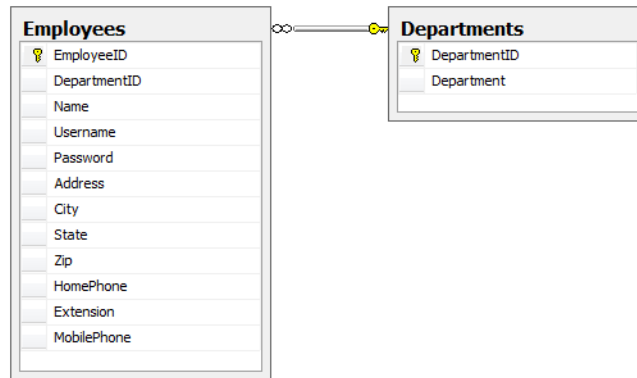 Employees
EmployeeID
DepartmentID
Name
Username
Password
Address
City
State
Zip
HomePhone
Extension
MobilePhone
Departments
DepartmentID
Department